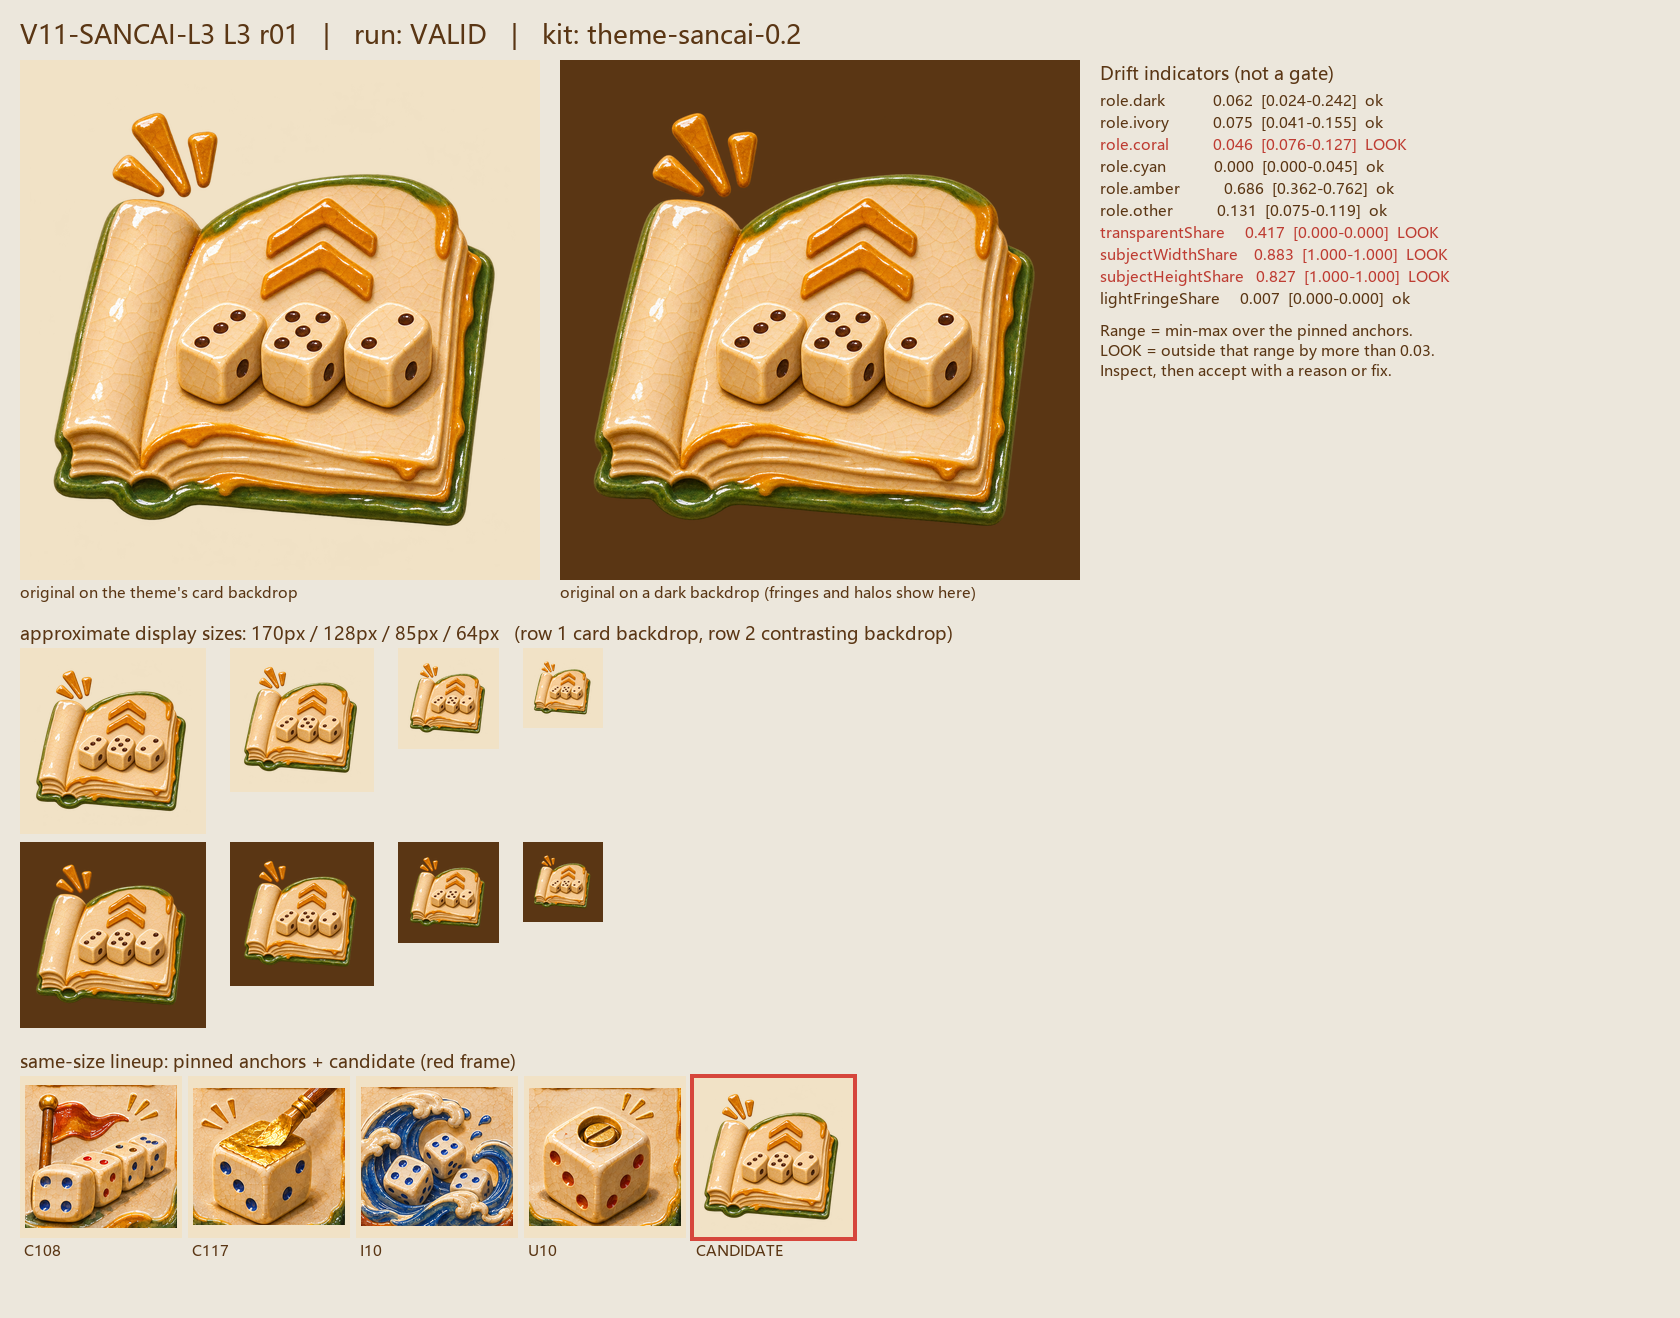 V11-SANCAI-L3 L3 r01 | run: VALID | kit: theme-sancai-0.2
Drift indicators (not a gate)
role.dark 0.062 [0.024-0.242] ok
role.ivory 0.075 [0.041-0.155] ok
role.coral 0.046 [0.076-0.127] LOOK
role.cyan 0.000 [0.000-0.045] ok
role.amber 0.686 [0.362-0.762] ok
role.other 0.131 [0.075-0.119] ok
transparentShare 0.417 [0.000-0.000] LOOK
subjectWidthShare 0.883 [1.000-1.000] LOOK
subjectHeightShare 0.827 [1.000-1.000] LOOK
lightFringeShare 0.007 [0.000-0.000] ok
Range = min-max over the pinned anchors.
LOOK = outside that range by more than 0.03.
Inspect, then accept with a reason or fix.
original on the theme's card backdrop
original on a dark backdrop (fringes and halos show here)
approximate display sizes: 170px / 128px / 85px / 64px (row 1 card backdrop, row 2 contrasting backdrop)
same-size lineup: pinned anchors + candidate (red frame)
C108
C117
I10
U10
CANDIDATE